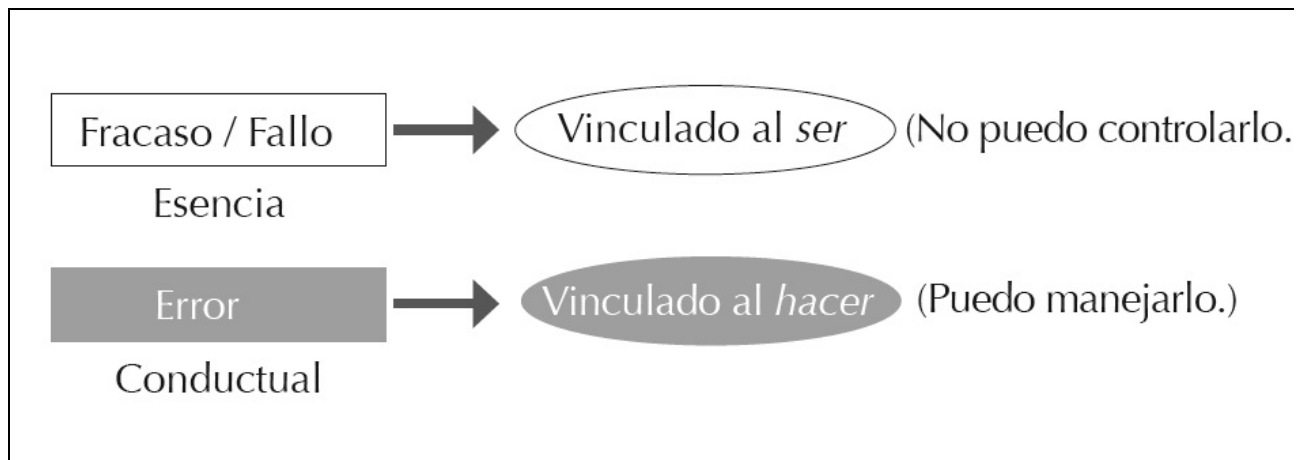 Fracaso / Fallo Vinculado al ser (No puedo controlarlo.
Esencia
Error Vinculado al hacer (Puedo manejarlo.)
Conductual